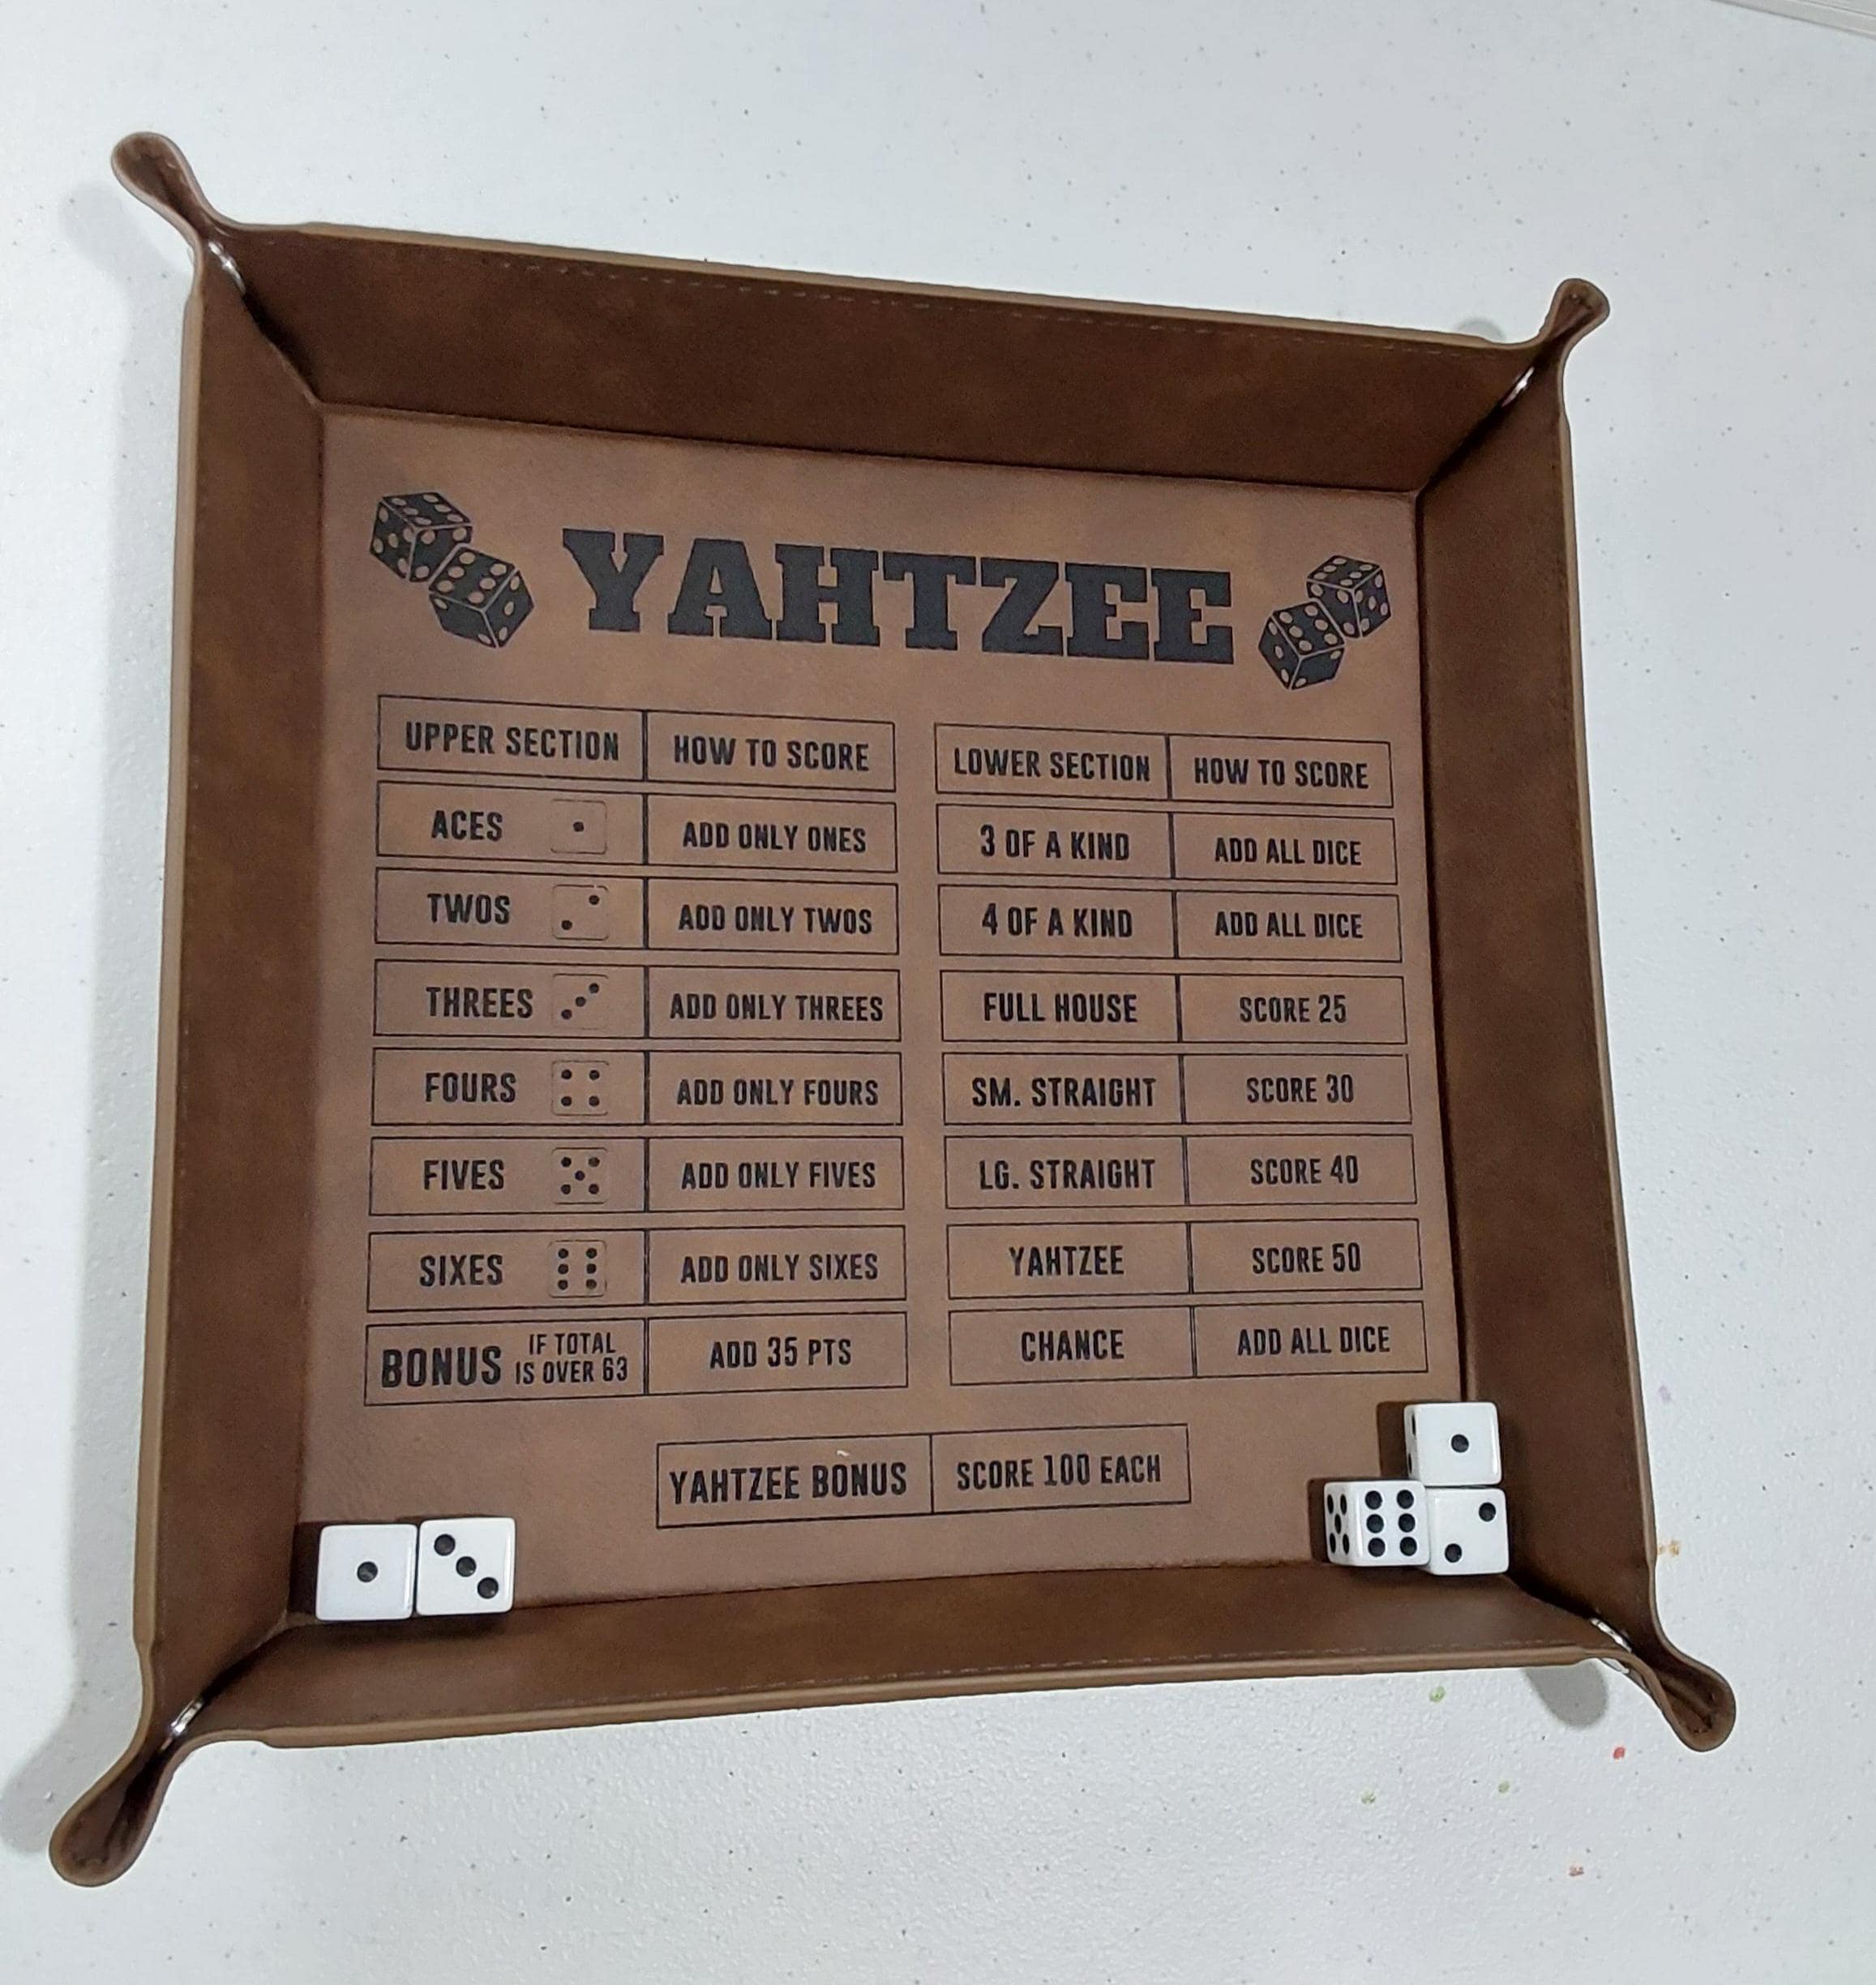 YAHTZEE
UPPER SECTION HOW TO SCORE
ACES ADD ONLY ONES
TWOS ADD ONLY TWOS
THREES ADD ONLY THREES
FOURS ADD ONLY FOURS
FIVES ADD ONLY FIVES
SIXES ADD ONLY SIXES
BONUS IF TOTAL
IS OVER 63 ADD 35 PTS
LOWER SECTION HOW TO SCORE
3 OF A KIND ADD ALL DICE
4 OF A KIND ADD ALL DICE
FULL HOUSE SCORE 25
SM. STRAIGHT SCORE 30
LG. STRAIGHT SCORE 40
YAHTZEE SCORE 50
CHANCE ADD ALL DICE
YAHTZEE BONUS SCORE 100 EACH